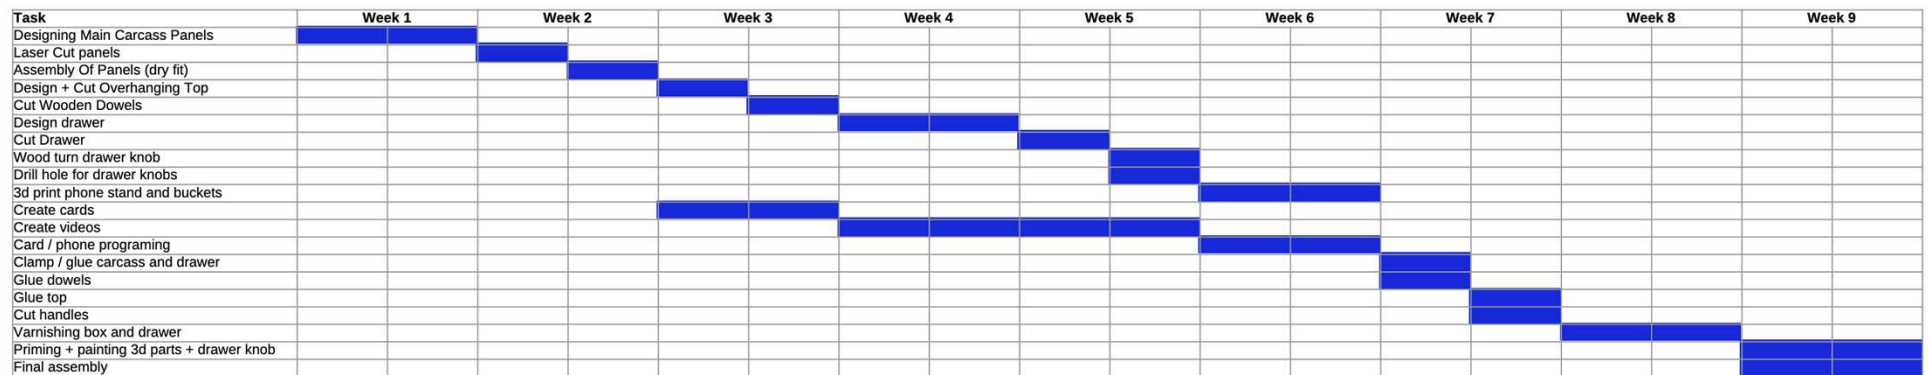 Task Week 1 Week 2 Week 3 Week 4 Week 5 Week 6 Week 7 Week 8 Week 9
Designing Main Carcass Panels
Laser Cut panels
Assembly Of Panels (dry fit)
Design + Cut Overhanging Top
Cut Wooden Dowels
Design drawer
Cut Drawer
Wood turn drawer knob
Drill hole for drawer knobs
3d print phone stand and buckets
Create cards
Create videos
Card / phone programing
Clamp / glue carcass and drawer
Glue dowels
Glue top
Cut handles
Varnishing box and drawer
Priming + painting 3d parts + drawer knob
Final assembly